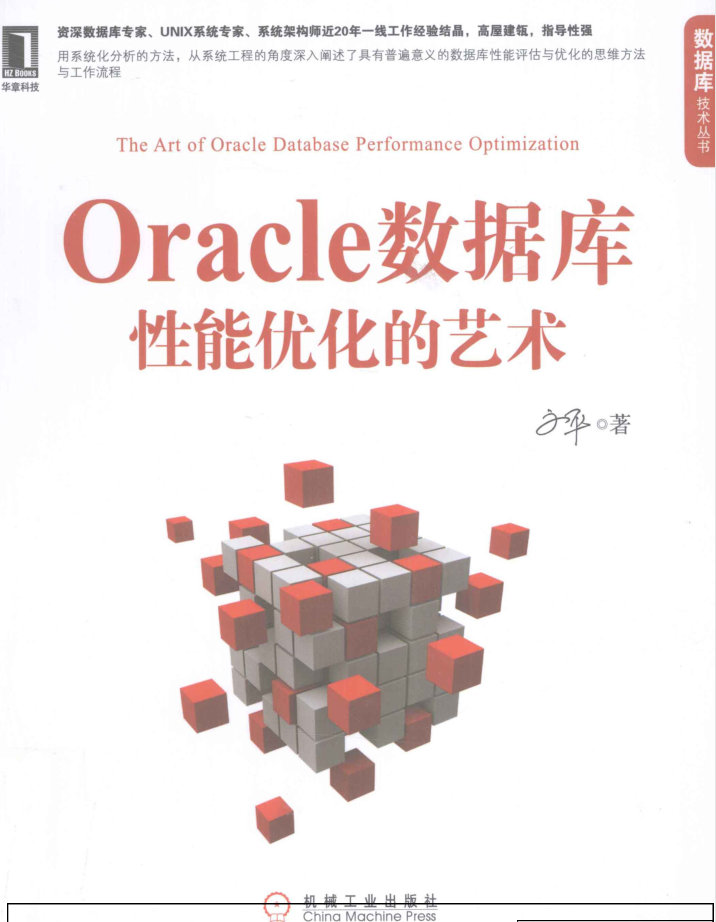 资深数据库专家、UNIX系统专家、系统架构师近20年一线工作经验结晶，高屋建瓴，指导性强
用系统化分析的方法，从系统工程的角度深入阐述了具有普遍意义的数据库性能评估与优化的思维方法
与工作流程
HZ BOOKS
华章科技
数据库技术丛书
The Art of Oracle Database Performance Optimization
Oracle数据库
性能优化的艺术
文平◎著
机械工业出版社
China Machine Press